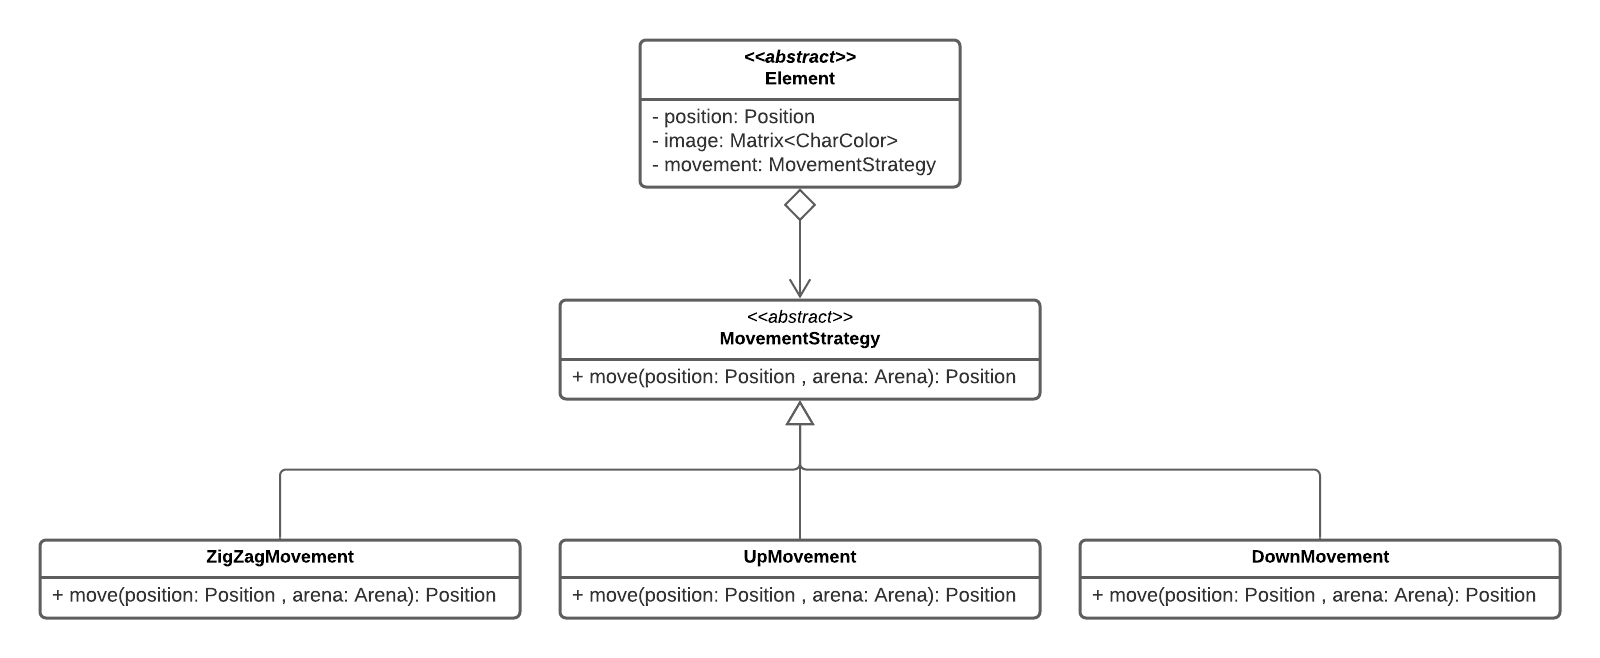 <<abstract>>
Element
- position: Position
- image: Matrix<CharColor>
- movement: MovementStrategy
<<abstract>>
MovementStrategy
+ move(position: Position , arena: Arena): Position
ZigZagMovement
+ move(position: Position , arena: Arena): Position
UpMovement
+ move(position: Position , arena: Arena): Position
DownMovement
+ move(position: Position , arena: Arena): Position